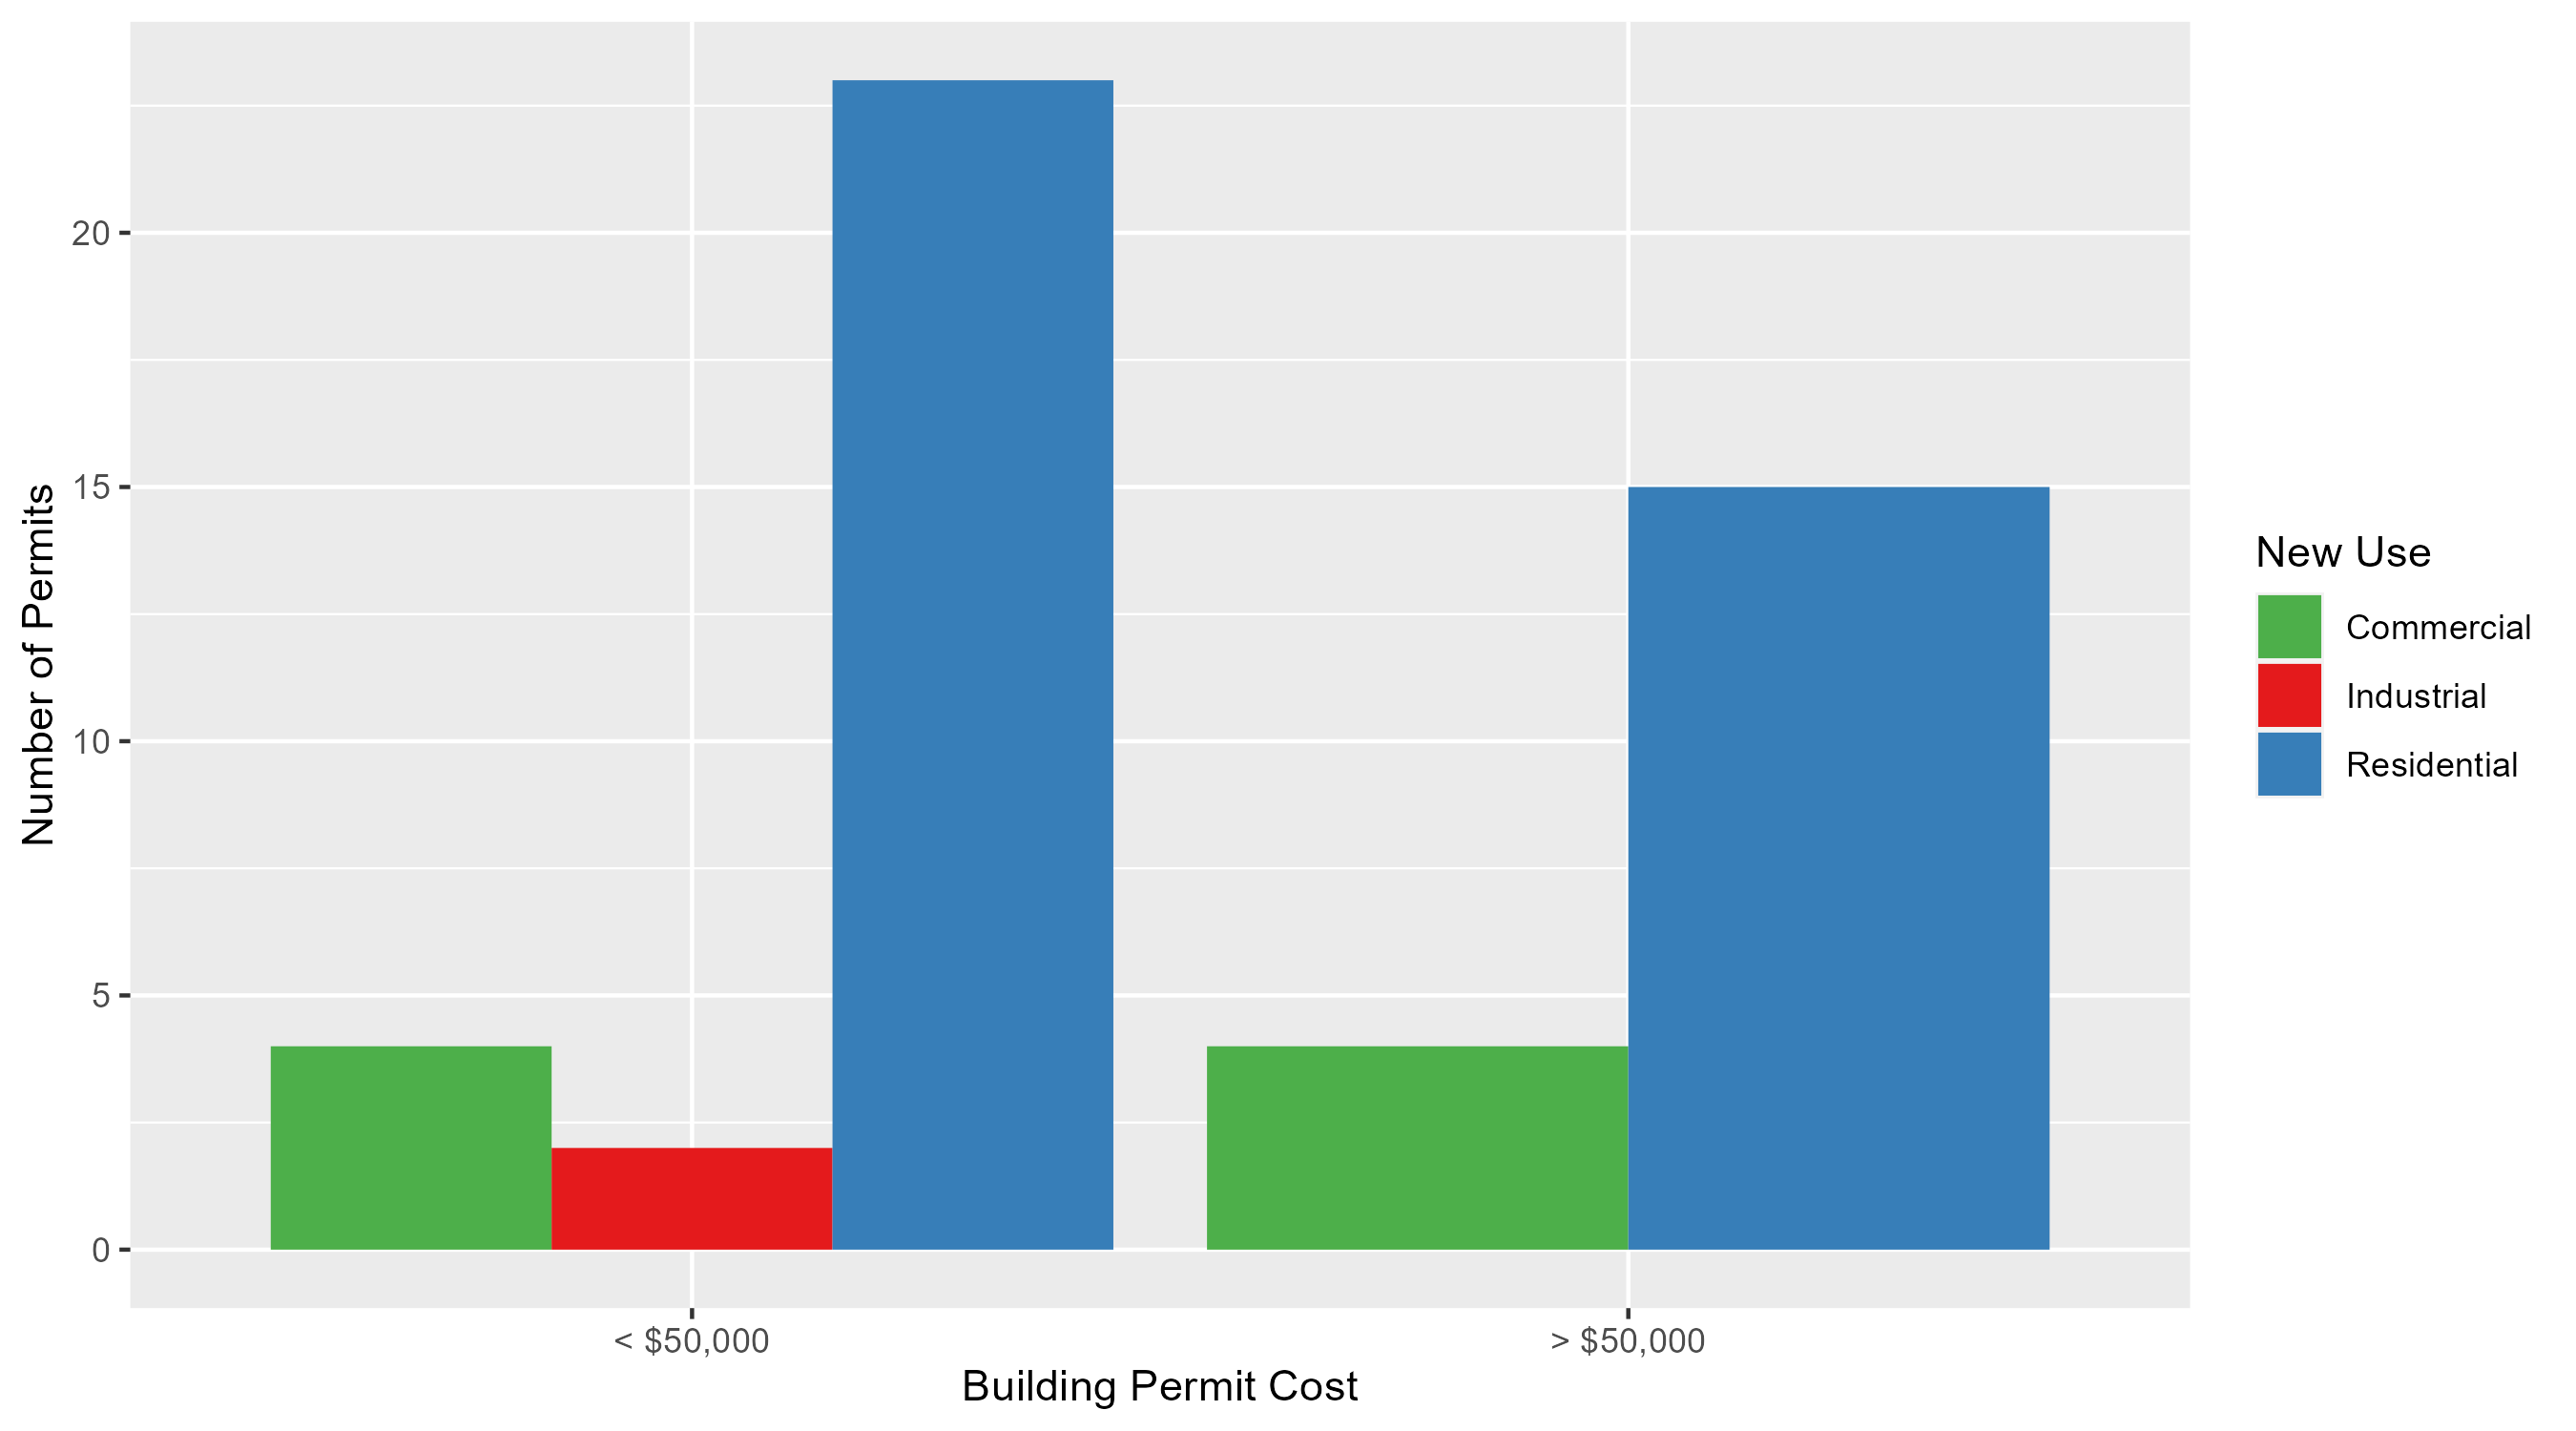 20
15
10
5
0
Number of Permits
< $50,000
> $50,000
Building Permit Cost
New Use
Commercial
Industrial
Residential